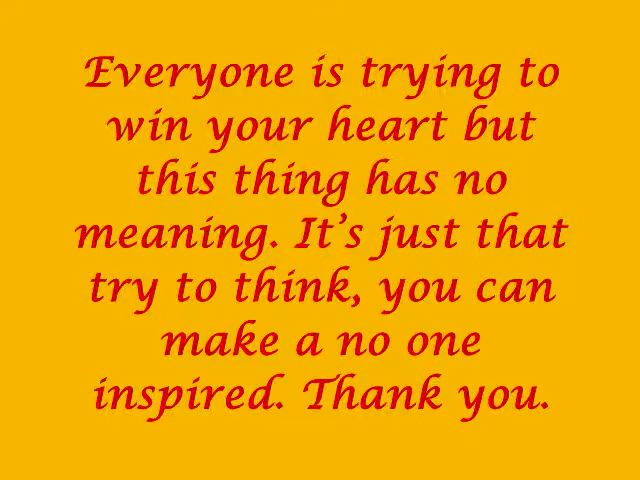 Everyone is trying to
win your heart but
this thing has no
meaning. It’s just that
try to think, you can
make a no one
inspired. Thank you.